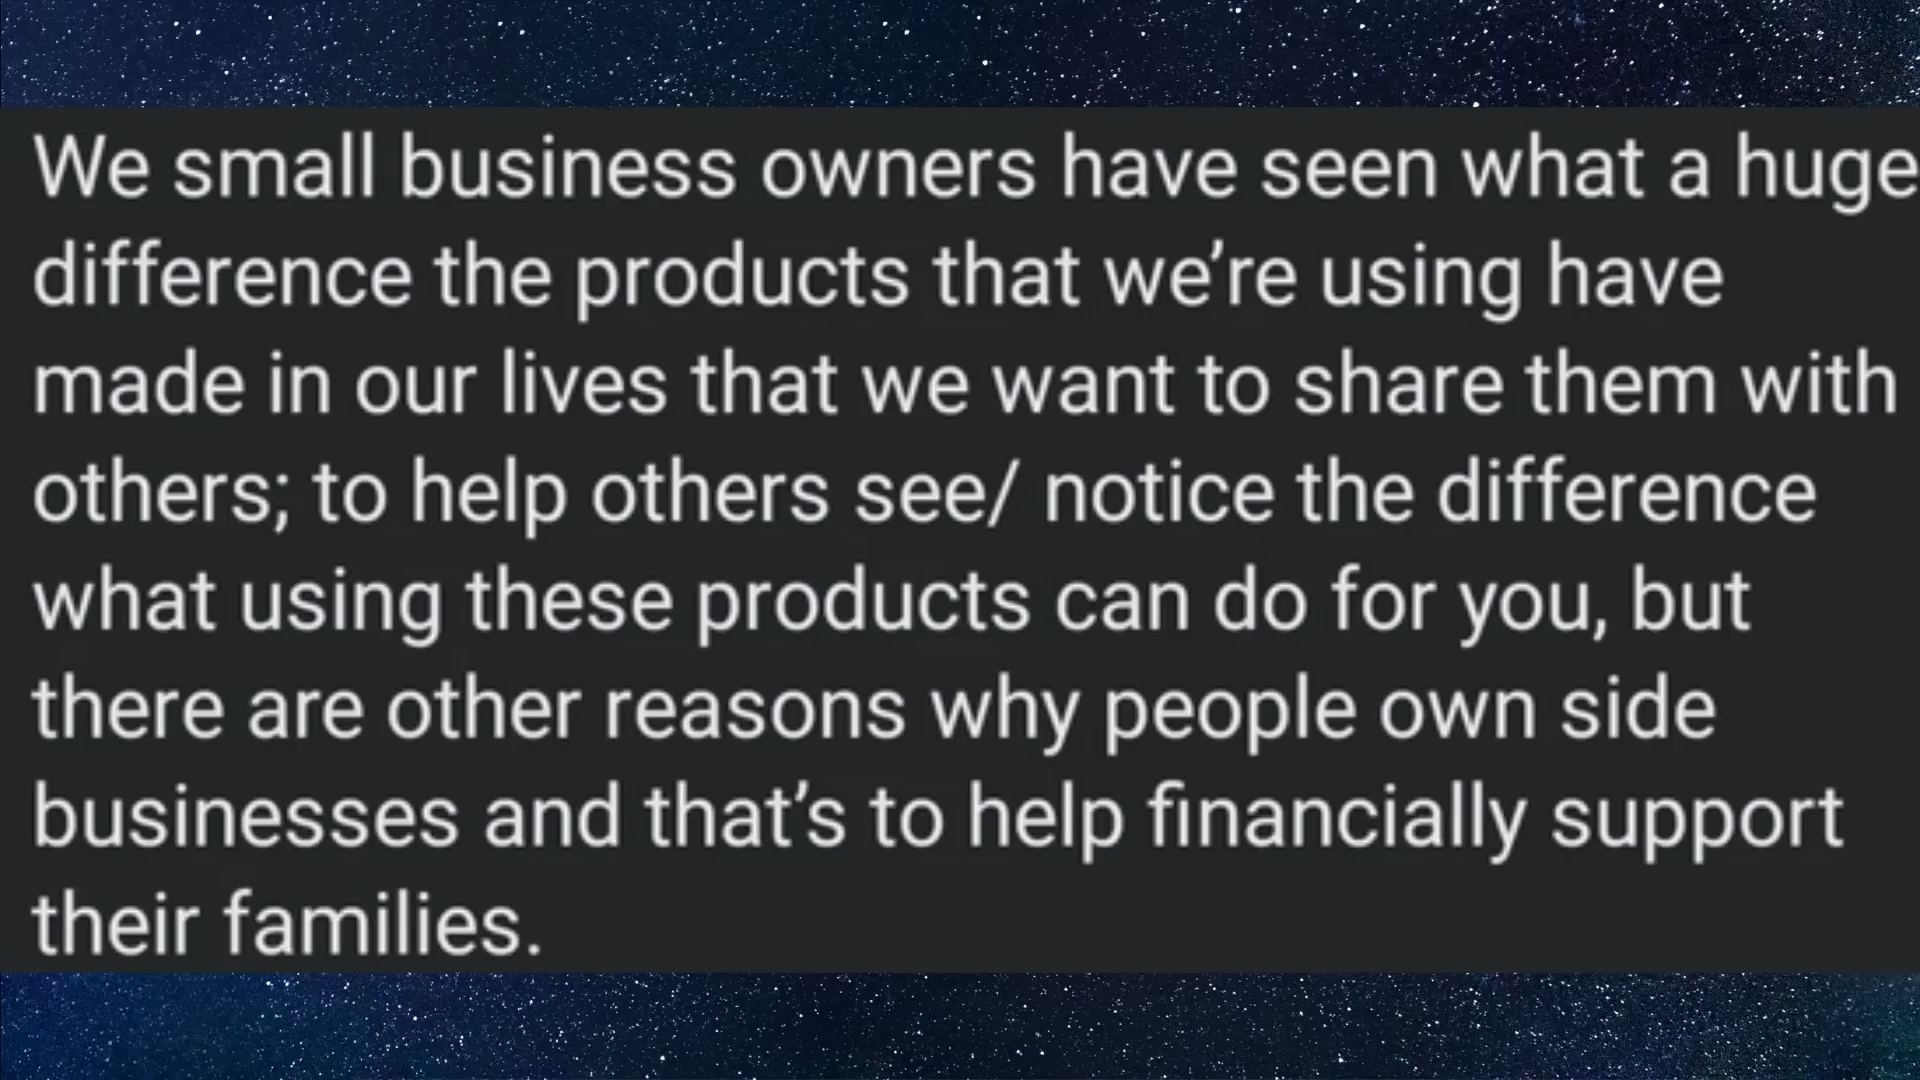 We small business owners have seen what a huge
difference the products that we’re using have
made in our lives that we want to share them with
others; to help others see/ notice the difference
what using these products can do for you, but
there are other reasons why people own side
businesses and that’s to help financially support
their families.